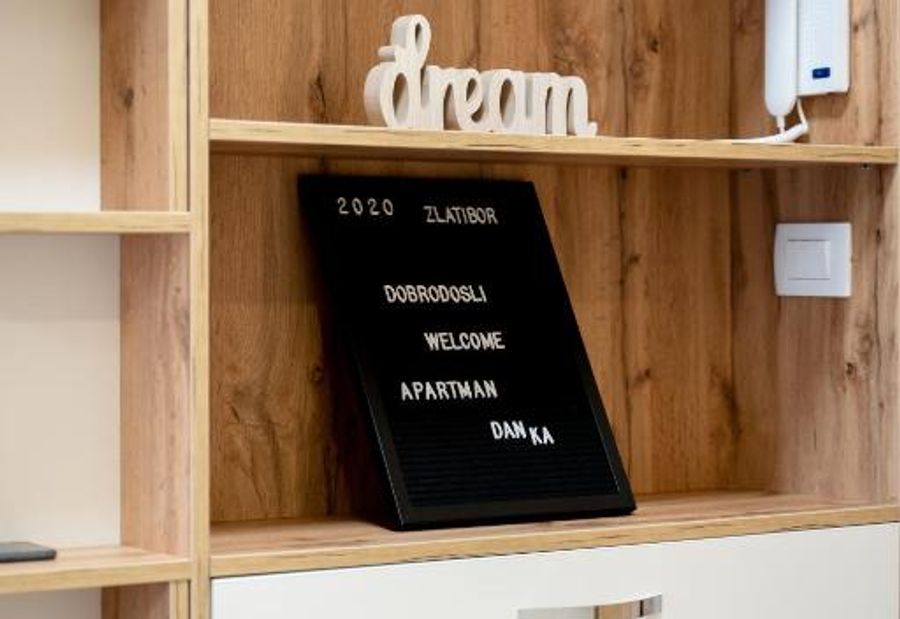 dream
2020 ZLATIBOR
DOBRODOSLI
WELCOME
APARTMAN
DANKA